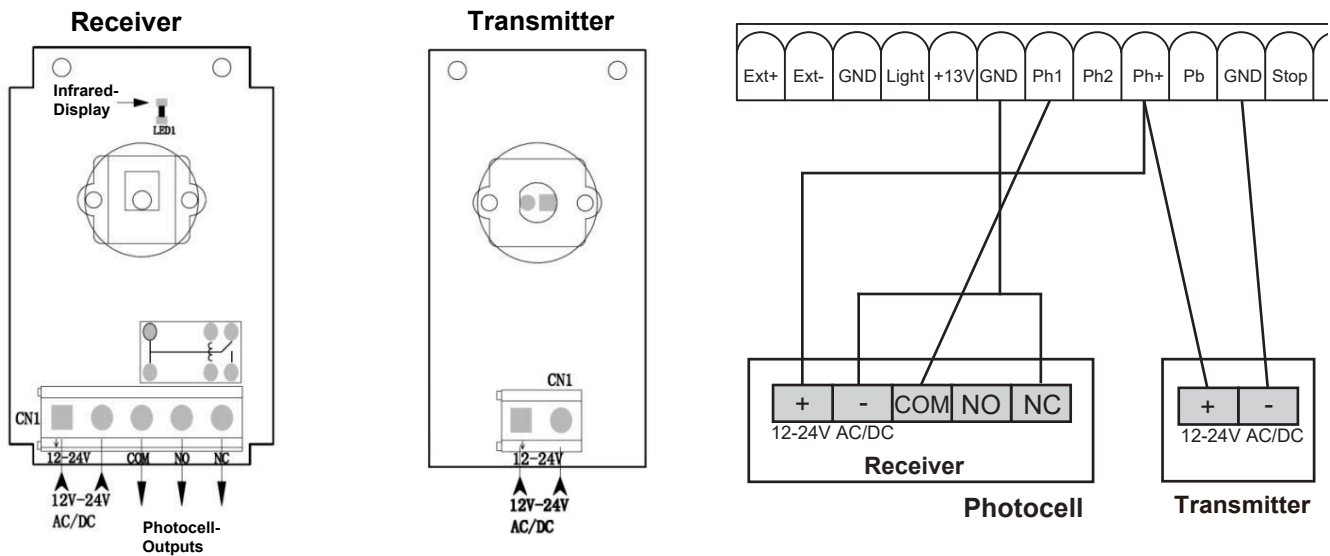 Receiver
Infrared-
Display
LED1
CN1
12-24V
COM
NO
NC
12V-24V
AC/DC
Photocell-
Outputs
Transmitter
CN1
12-24V
12V-24V
AC/DC
Ext+ Ext- GND Light +13V GND Ph1 Ph2 Ph+ Pb GND Stop
+ - COM NO NC
12-24V AC/DC
Receiver
Photocell
+ -
12-24V AC/DC
Transmitter